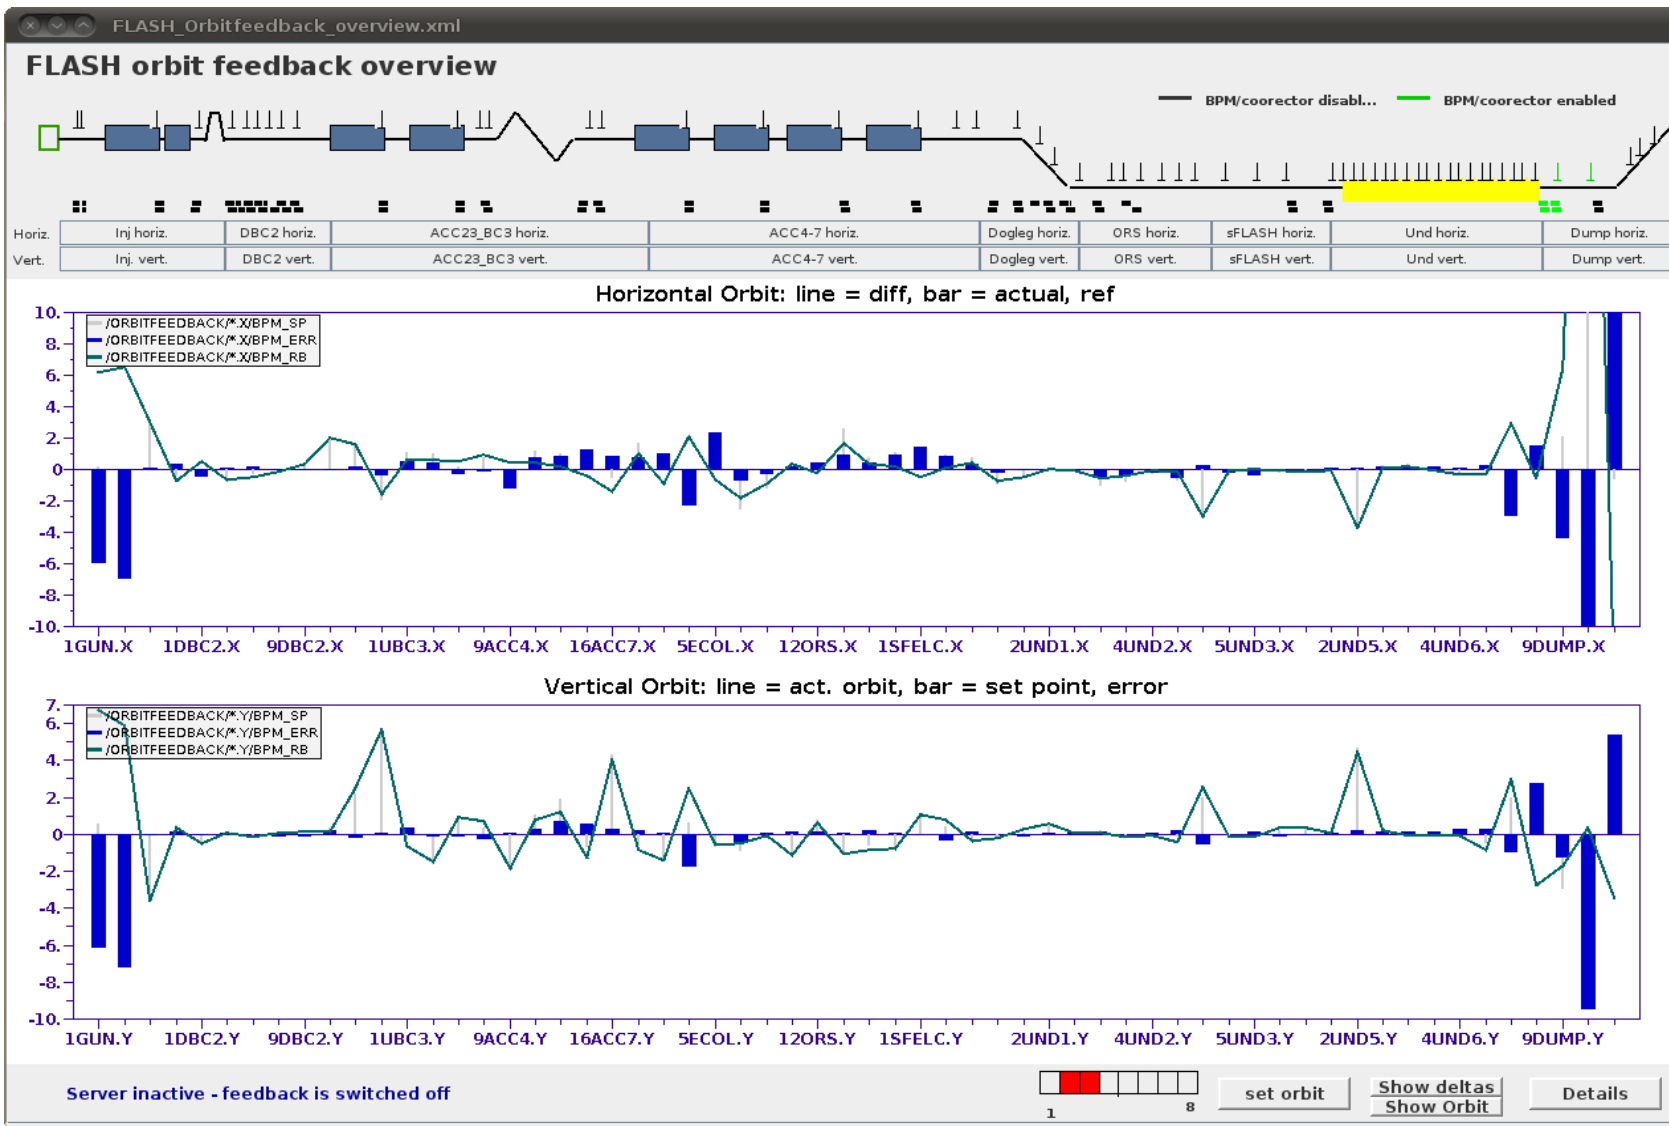 FLASH_Orbitfeedback_overview.xml
FLASH orbit feedback overview
BPM/coorector disabl... BPM/coorector enabled
Horiz. Inj horiz. DBC2 horiz. ACC23_BC3 horiz. ACC4-7 horiz. Dogleg horiz. ORS horiz. sFLASH horiz. Und horiz. Dump horiz.
Vert. Inj. vert. DBC2 vert. ACC23_BC3 vert. ACC4-7 vert. Dogleg vert. ORS vert. sFLASH vert. Und vert. Dump vert.
Horizontal Orbit: line = diff, bar = actual, ref
10.
/ORBITFEEDBACK/*.X/BPM_SP
8.
/ORBITFEEDBACK/*.X/BPM_ERR
/ORBITFEEDBACK/*.X/BPM_RB
6.
4.
2.
0
-2.
-4.
-6.
-8.
-10.
1GUN.X 1DBC2.X 9DBC2.X 1UBC3.X 9ACC4.X 16ACC7.X 5ECOL.X 12ORS.X 1SFELC.X 2UND1.X 4UND2.X 5UND3.X 2UND5.X 4UND6.X 9DUMP.X
Vertical Orbit: line = act. orbit, bar = set point, error
7.
/ORBITFEEDBACK/*.Y/BPM_SP
6.
/ORBITFEEDBACK/*.Y/BPM_ERR
/ORBITFEEDBACK/*.Y/BPM_RB
4.
2.
0
-2.
-4.
-6.
-8.
-10.
1GUN.Y 1DBC2.Y 9DBC2.Y 1UBC3.Y 9ACC4.Y 16ACC7.Y 5ECOL.Y 12ORS.Y 1SFELC.Y 2UND1.Y 4UND2.Y 5UND3.Y 2UND5.Y 4UND6.Y 9DUMP.Y
Server inactive - feedback is switched off
1 8
set orbit
Show deltas
Show Orbit
Details